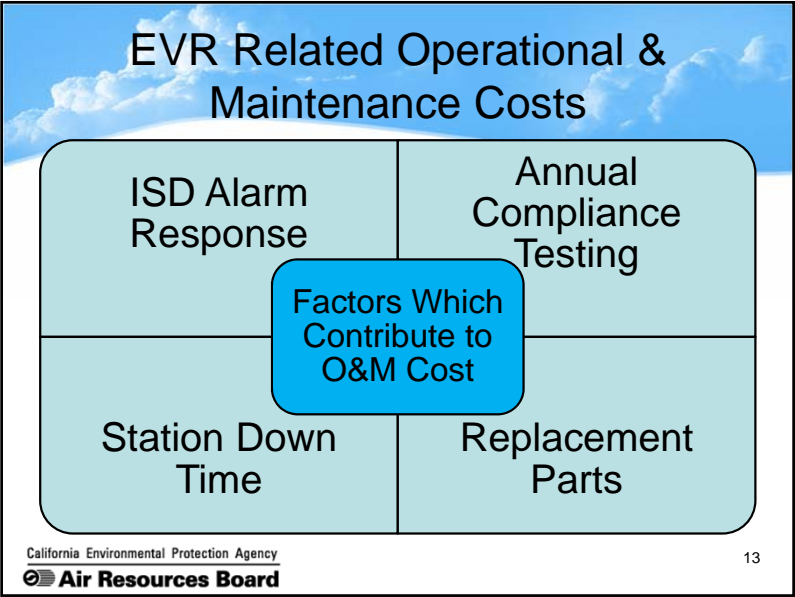 EVR Related Operational &
Maintenance Costs
ISD Alarm
Response
Annual
Compliance
Testing
Factors Which
Contribute to
O&M Cost
Station Down
Time
Replacement
Parts
California Environmental Protection Agency
Air Resources Board
13